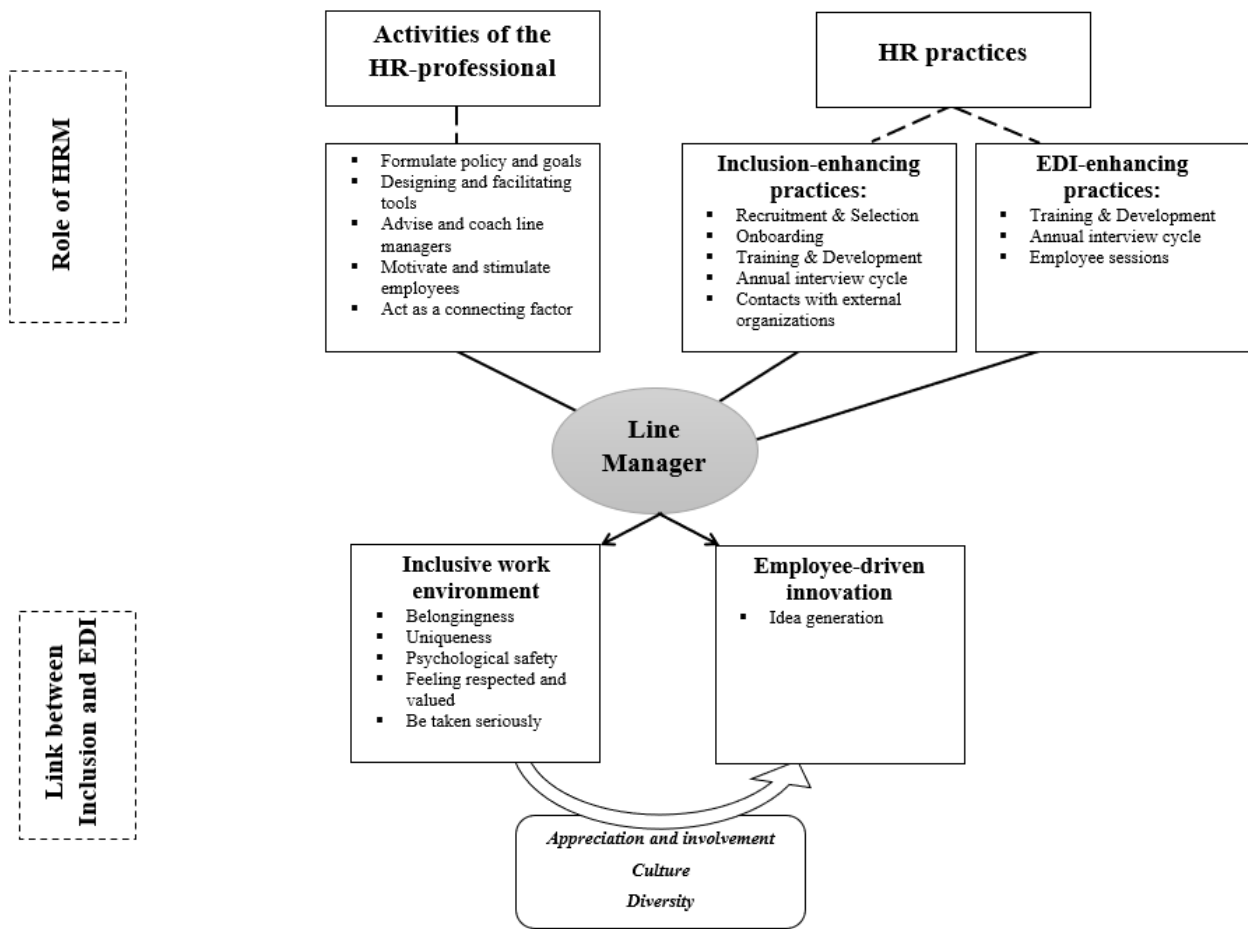 Activities of the
HR-professional
HR practices
Role of HRM
▪ Formulate policy and goals
▪ Designing and facilitating
tools
▪ Advise and coach line
managers
▪ Motivate and stimulate
employees
▪ Act as a connecting factor
Inclusion-enhancing
practices:
▪ Recruitment & Selection
▪ Onboarding
▪ Training & Development
▪ Annual interview cycle
▪ Contacts with external
organizations
EDI-enhancing
practices:
▪ Training & Development
▪ Annual interview cycle
▪ Employee sessions
Line
Manager
Link between
Inclusion and EDI
Inclusive work
environment
▪ Belongingness
▪ Uniqueness
▪ Psychological safety
▪ Feeling respected and
valued
▪ Be taken seriously
Employee-driven
innovation
▪ Idea generation
Appreciation and involvement
Culture
Diversity